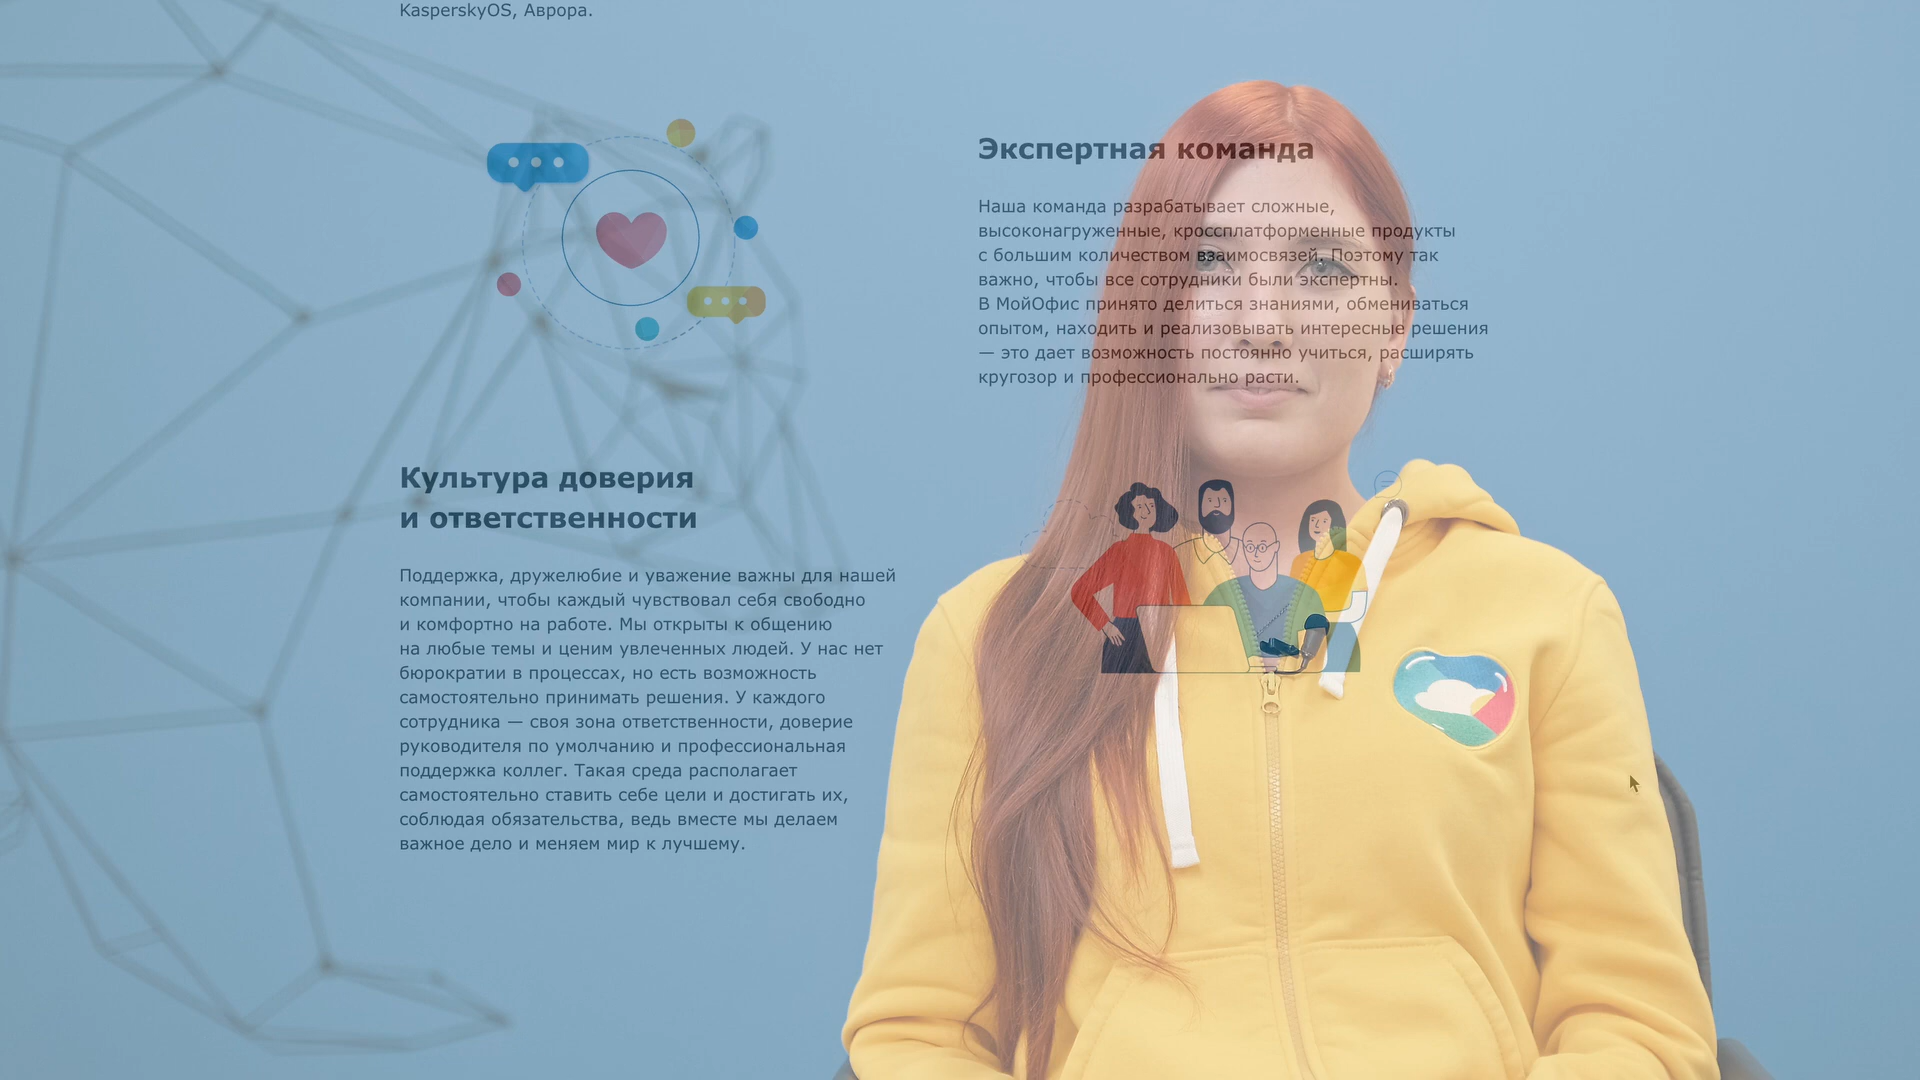 KasperskyOS, Аврора.
Экспертная команда
Наша команда разрабатывает сложные,
высоконагруженные, кроссплатформенные продукты
с большим количеством взаимосвязей. Поэтому так
важно, чтобы все сотрудники были экспертны.
В МойОфис принято делиться знаниями, обмениваться
опытом, находить и реализовывать интересные решения
— это дает возможность постоянно учиться, расширять
кругозор и профессионально расти.
Культура доверия
и ответственности
Поддержка, дружелюбие и уважение важны для нашей
компании, чтобы каждый чувствовал себя свободно
и комфортно на работе. Мы открыты к общению
на любые темы и ценим увлеченных людей. У нас нет
бюрократии в процессах, но есть возможность
самостоятельно принимать решения. У каждого
сотрудника — своя зона ответственности, доверие
руководителя по умолчанию и профессиональная
поддержка коллег. Такая среда располагает
самостоятельно ставить себе цели и достигать их,
соблюдая обязательства, ведь вместе мы делаем
важное дело и меняем мир к лучшему.